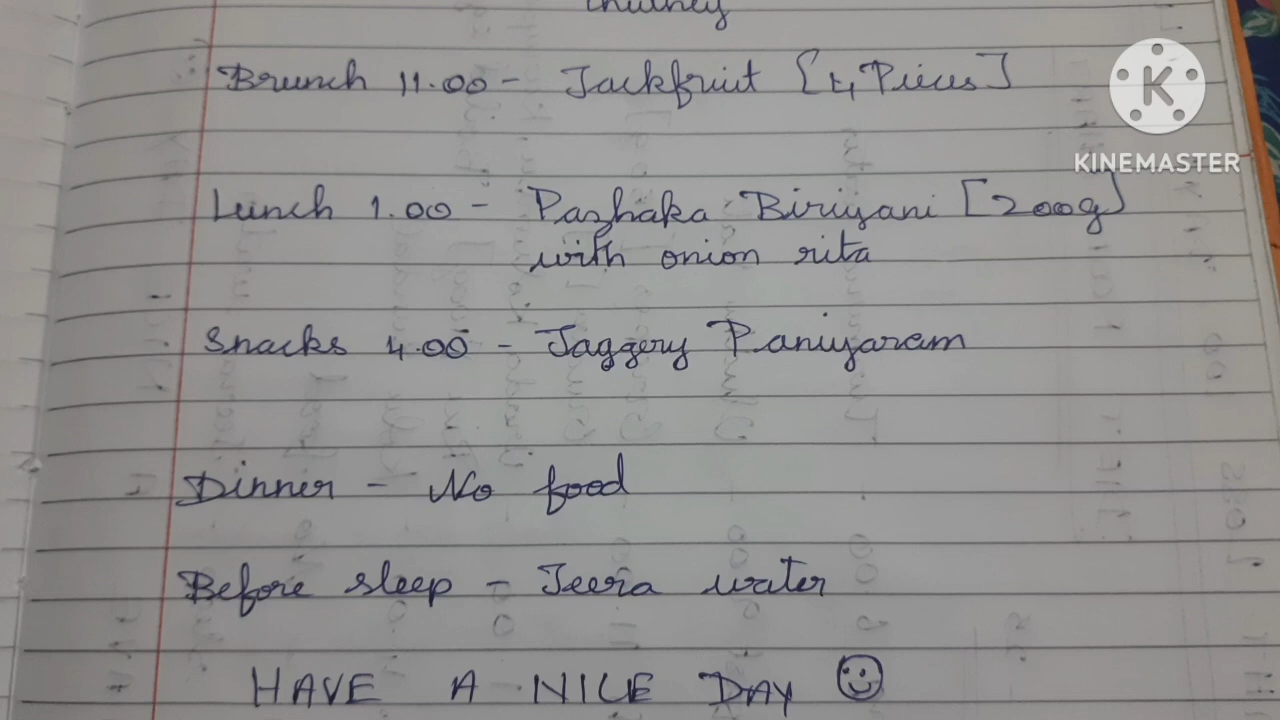 chutney
Brunch 11.00 - Jackfruit [4 Pieces]
K
KINEMASTER
Lunch 1.00 - Pazhaka Biriyani [200g]
with onion rita
Snacks 4.00 - Jaggery Paniyaram
Dinner - No food
Before sleep - Jeera water
HAVE A NICE DAY